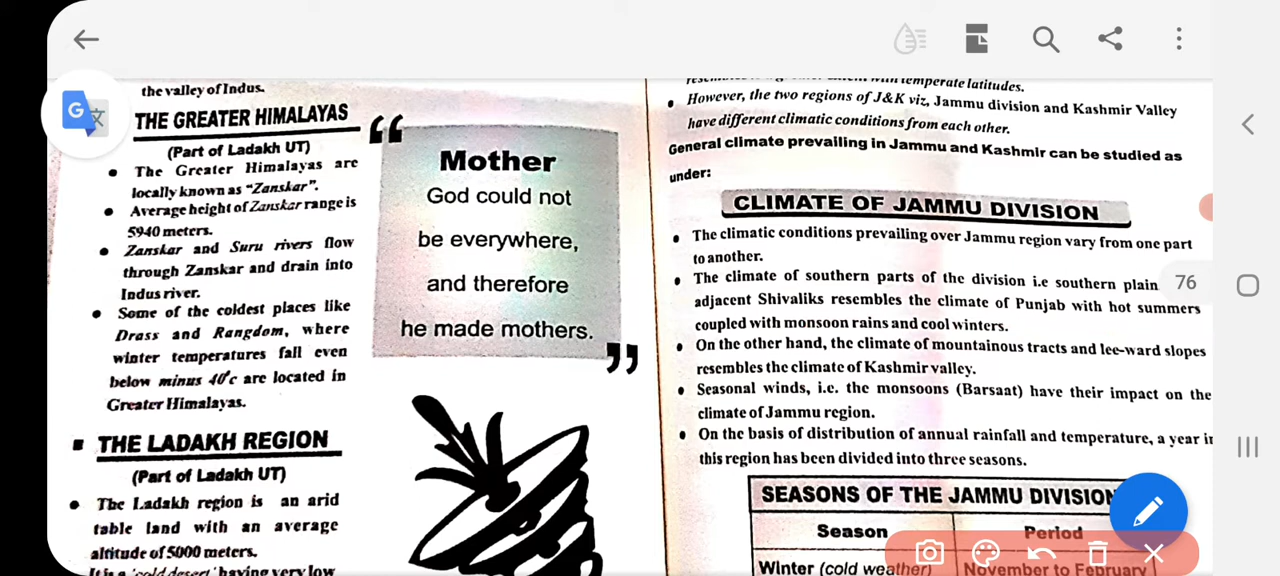 the valley of Indus.
THE GREATER HIMALAYAS
(Part of Ladakh UT)
• The Greater Himalayas are
locally known as "Zanskar".
• Average height of Zanskar range is
5940 meters.
• Zanskar and Suru rivers flow
through Zanskar and drain into
Indus river.
• Some of the coldest places like
Drass and Rangdom, where
winter temperatures fall even
below minus 40°c are located in
Greater Himalayas.
■ THE LADAKH REGION
(Part of Ladakh UT)
• The Ladakh region is an arid
table land with an average
altitude of 5000 meters.
It is a 'cold desert' having very low
“
Mother
God could not
be everywhere,
and therefore
he made mothers.
”
temperate latitudes.
• However, the two regions of J&K viz, Jammu division and Kashmir Valley
have different climatic conditions from each other.
General climate prevailing in Jammu and Kashmir can be studied as
under:
CLIMATE OF JAMMU DIVISION
• The climatic conditions prevailing over Jammu region vary from one part
to another.
• The climate of southern parts of the division i.e southern plain
adjacent Shivaliks resembles the climate of Punjab with hot summers
coupled with monsoon rains and cool winters.
• On the other hand, the climate of mountainous tracts and lee-ward slopes
resembles the climate of Kashmir valley.
• Seasonal winds, i.e. the monsoons (Barsaat) have their impact on the
climate of Jammu region.
• On the basis of distribution of annual rainfall and temperature, a year in
this region has been divided into three seasons.
SEASONS OF THE JAMMU DIVISION
Season Period
Winter (cold weather) November to February
76
G